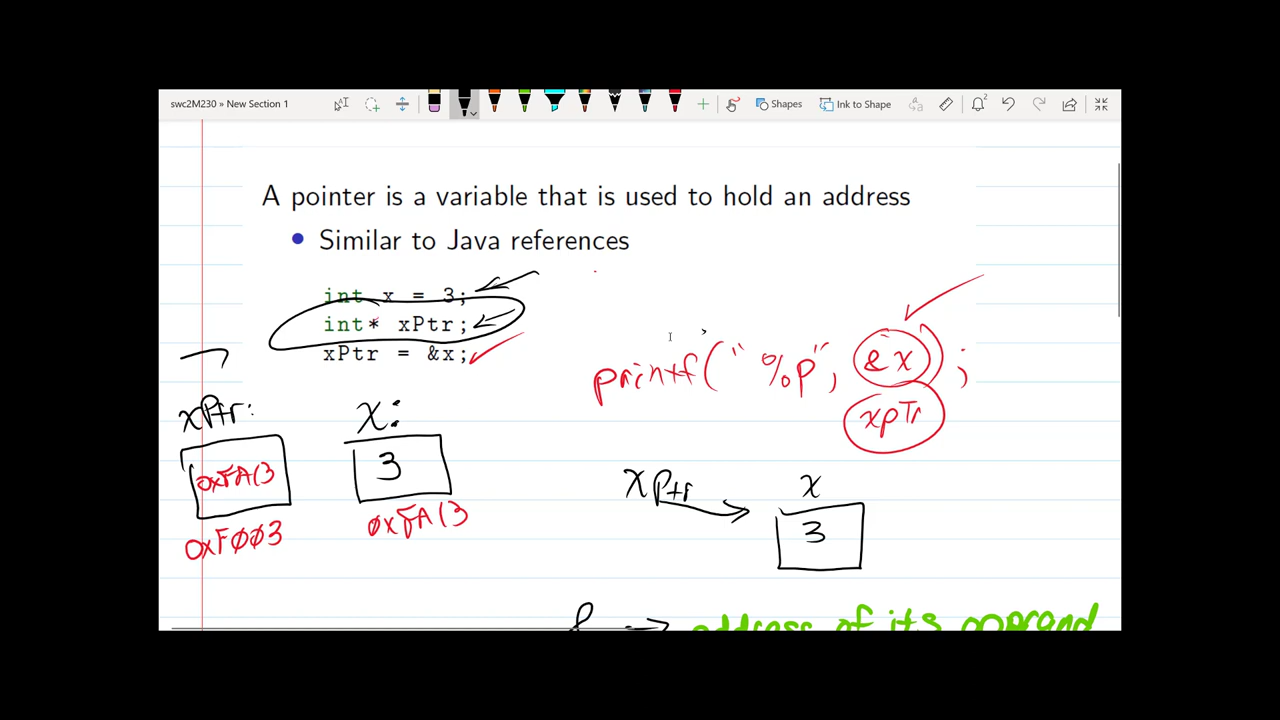 swc2M230 » New Section 1
Shapes
Ink to Shape
2
A pointer is a variable that is used to hold an address
• Similar to Java references
int x = 3;
int* xPtr;
xPtr = &x;
printf("%p", &x);
xpTr
xPtr:
x:
0xFA13
3
0xF003
0xFA13
xPtr
x
3
& → address of its operand